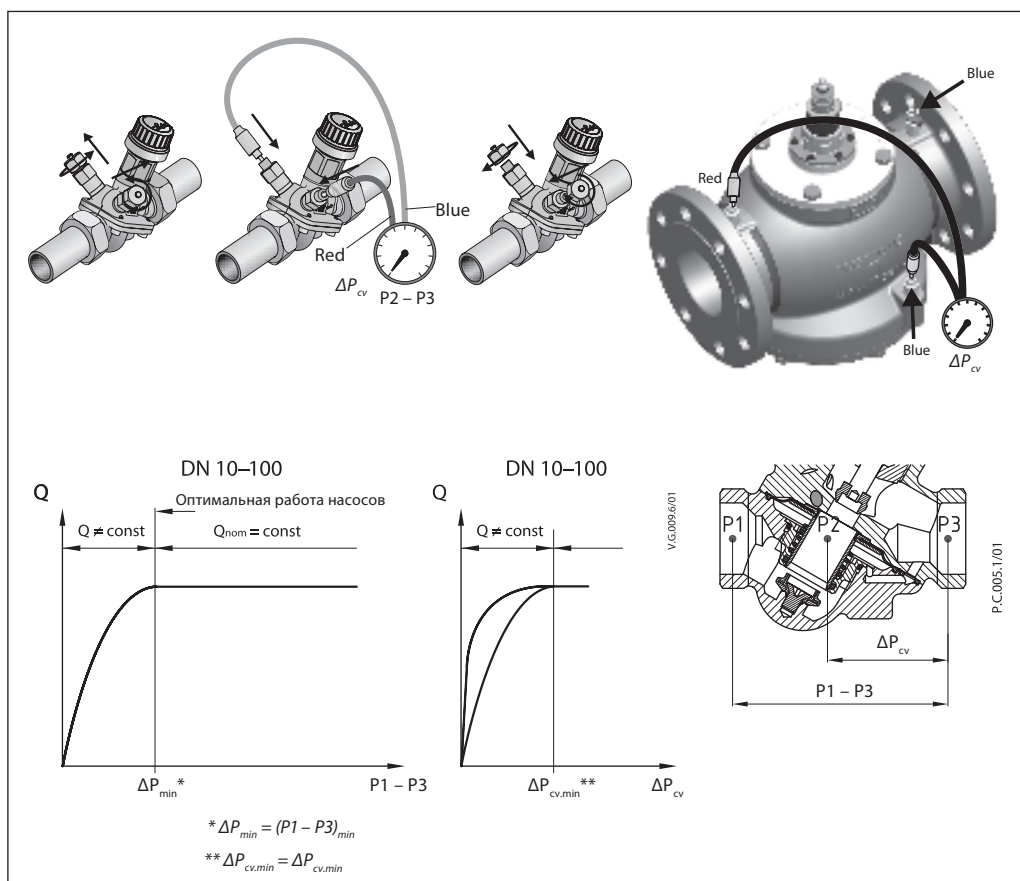 Blue
Red
ΔPcv
P2 – P3
Blue
Red
Blue
ΔPcv
DN 10–100
Q
Оптимальная работа насосов
Q ≠ const
Qnom = const
ΔPmin*
P1 – P3
DN 10–100
Q
Q ≠ const
ΔPcv.min**
ΔPcv
V.G.009.6/01
P1
P2
P3
ΔPcv
P1 – P3
P.C.005.1/01
* ΔPmin = (P1 – P3)min
** ΔPcv.min = ΔPcv.min